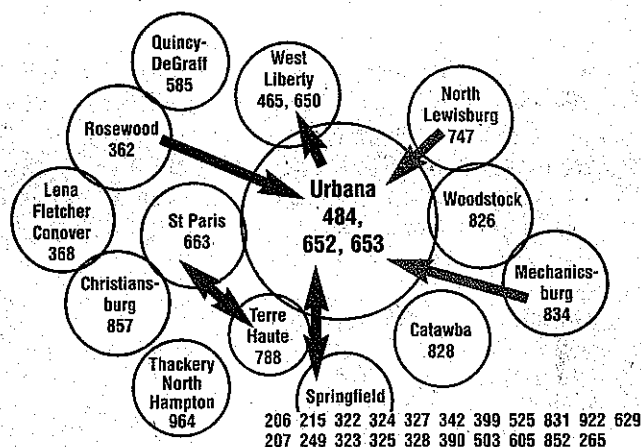 Quincy-
DeGraff
585
West
Liberty
465, 650
North
Lewisburg
747
Rosewood
362
Urbana
484,
652, 653
Woodstock
826
Lena
Fletcher
Conover
368
St Paris
663
Mechanics-
burg
834
Christians-
burg
857
Terre
Haute
788
Catawba
828
Thackery
North
Hampton
964
Springfield
206 215 322 324 327 342 399 525 831 922 629
207 249 323 325 328 390 503 605 852 265